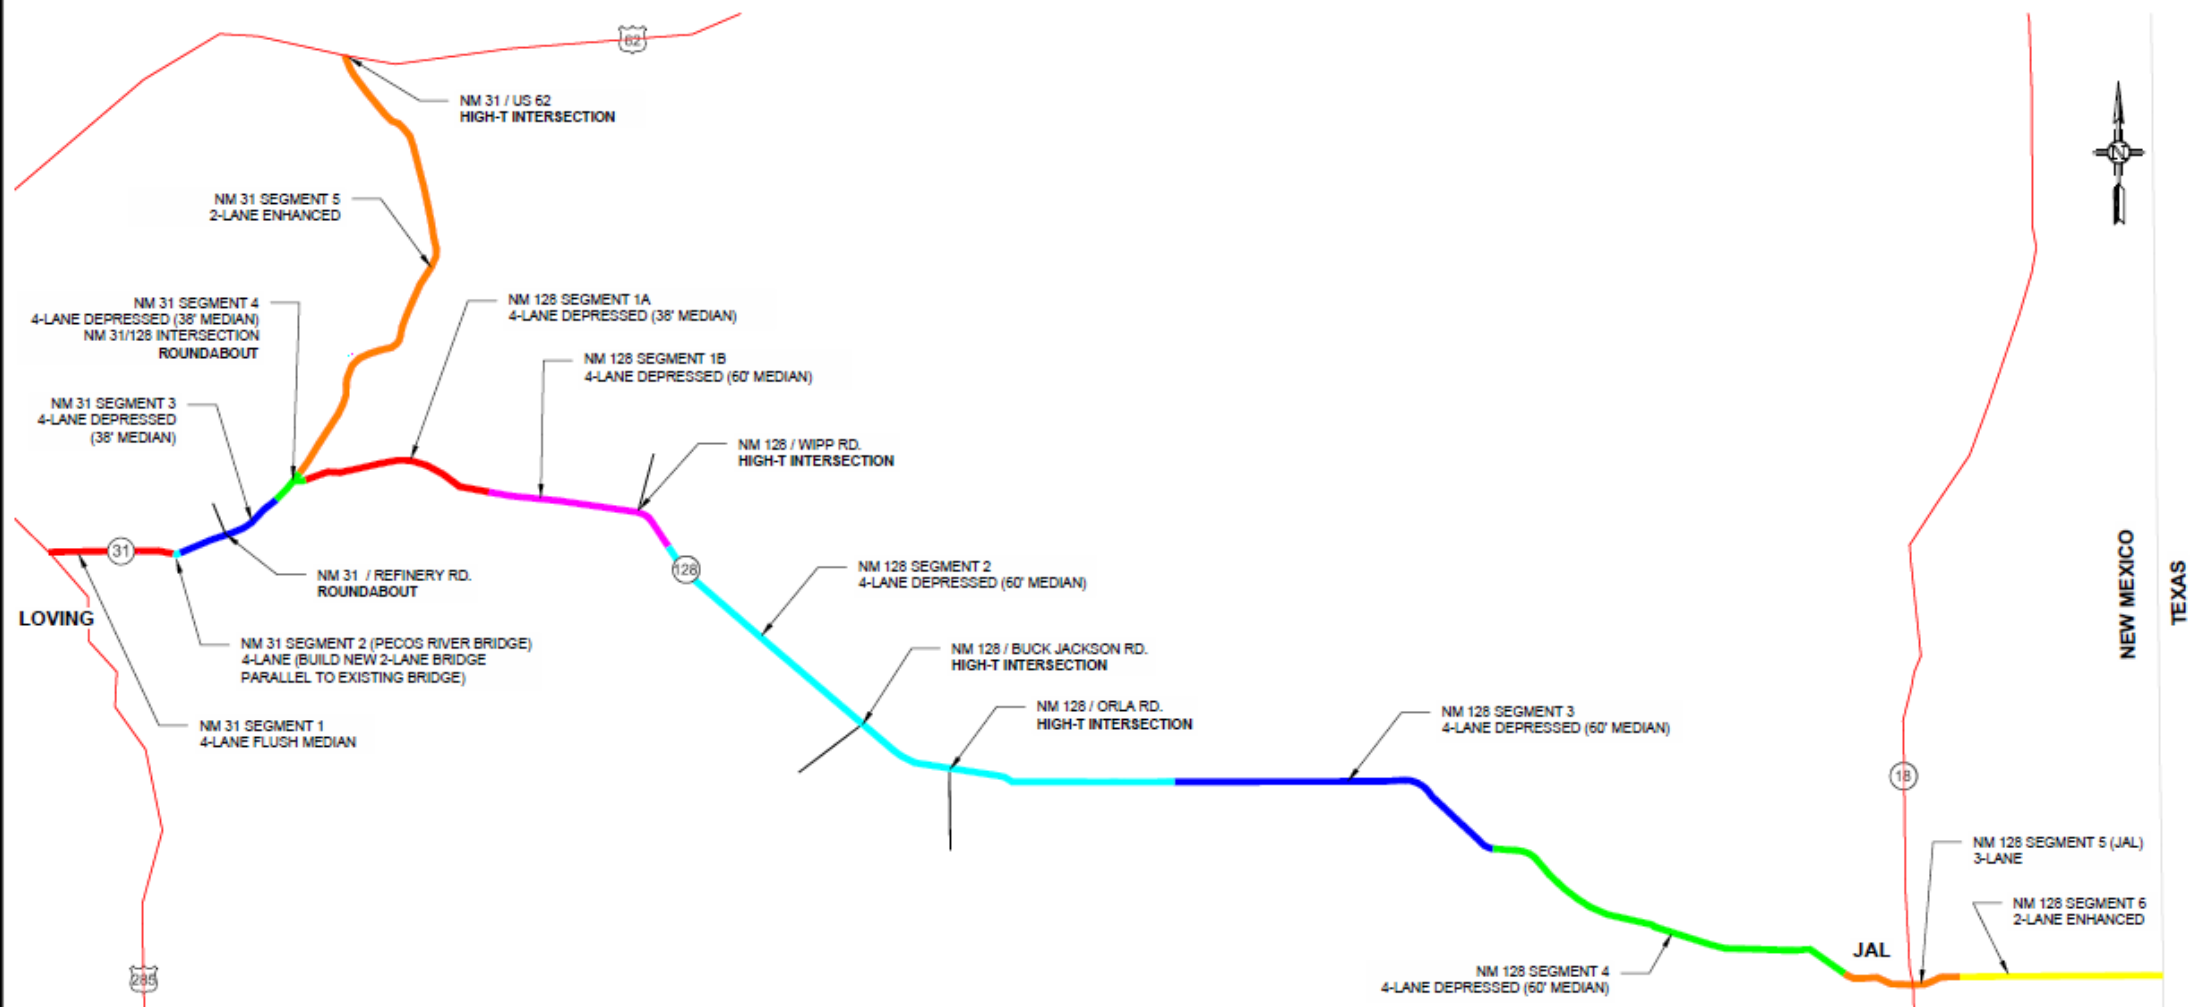 62
NM 31 / US 62
HIGH-T INTERSECTION
N
NM 31 SEGMENT 5
2-LANE ENHANCED
NM 31 SEGMENT 4
4-LANE DEPRESSED (38' MEDIAN)
NM 31/128 INTERSECTION
ROUNDABOUT
NM 128 SEGMENT 1A
4-LANE DEPRESSED (38' MEDIAN)
NM 128 SEGMENT 1B
4-LANE DEPRESSED (60' MEDIAN)
NM 31 SEGMENT 3
4-LANE DEPRESSED
(38' MEDIAN)
NM 128 / WIPP RD.
HIGH-T INTERSECTION
31
NM 31 / REFINERY RD.
ROUNDABOUT
128
NM 128 SEGMENT 2
4-LANE DEPRESSED (60' MEDIAN)
NEW MEXICO
TEXAS
LOVING
NM 31 SEGMENT 2 (PECOS RIVER BRIDGE)
4-LANE (BUILD NEW 2-LANE BRIDGE
PARALLEL TO EXISTING BRIDGE)
NM 128 / BUCK JACKSON RD.
HIGH-T INTERSECTION
NM 128 / ORLA RD.
HIGH-T INTERSECTION
NM 31 SEGMENT 1
4-LANE FLUSH MEDIAN
NM 128 SEGMENT 3
4-LANE DEPRESSED (60' MEDIAN)
18
NM 128 SEGMENT 5 (JAL)
3-LANE
NM 128 SEGMENT 6
2-LANE ENHANCED
JAL
285
NM 128 SEGMENT 4
4-LANE DEPRESSED (60' MEDIAN)